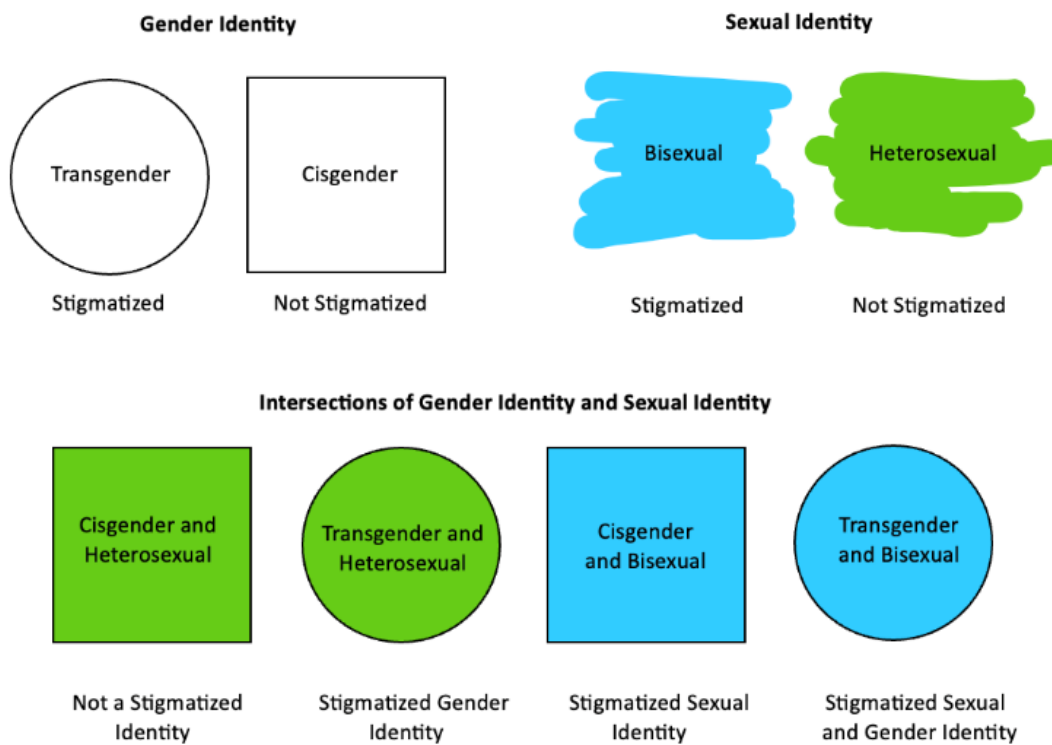 Gender Identity
Sexual Identity
Transgender
Cisgender
Bisexual
Heterosexual
Stigmatized
Not Stigmatized
Stigmatized
Not Stigmatized
Intersections of Gender Identity and Sexual Identity
Cisgender and
Heterosexual
Transgender and
Heterosexual
Cisgender
and Bisexual
Transgender
and Bisexual
Not a Stigmatized
Identity
Stigmatized Gender
Identity
Stigmatized Sexual
Identity
Stigmatized Sexual
and Gender Identity